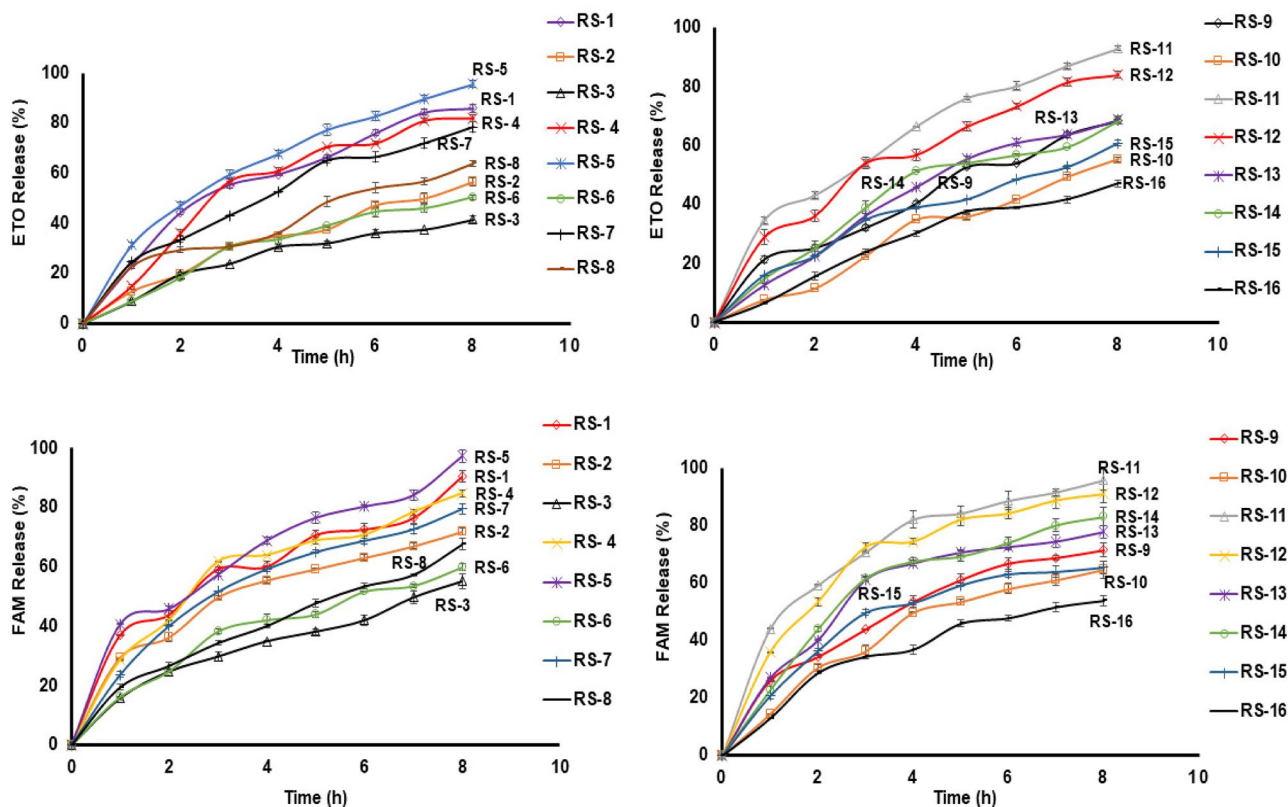 ETO Release (%)
100
80
60
40
20
0
0
2
4
6
8
10
Time (h)
RS-5
RS-1
RS- 4
RS-7
RS-8
RS-2
RS-6
RS-3
RS-1
RS-2
RS-3
RS- 4
RS-5
RS-6
RS-7
RS-8
ETO Release (%)
100
80
60
40
20
0
0
2
4
6
8
10
Time (h)
RS-11
RS-12
RS-13
RS-14
RS-9
RS-15
RS-10
RS-16
RS-9
RS-10
RS-11
RS-12
RS-13
RS-14
RS-15
RS-16
FAM Release (%)
100
80
60
40
20
0
0
2
4
6
8
10
Time (h)
RS-5
RS-1
RS- 4
RS-7
RS-2
RS-8
RS-6
RS-3
RS-1
RS-2
RS-3
RS- 4
RS-5
RS-6
RS-7
RS-8
FAM Release (%)
100
80
60
40
20
0
0
2
4
6
8
10
Time (h)
RS-11
RS-12
RS-14
RS-13
RS-9
RS-15
RS-10
RS-16
RS-9
RS-10
RS-11
RS-12
RS-13
RS-14
RS-15
RS-16